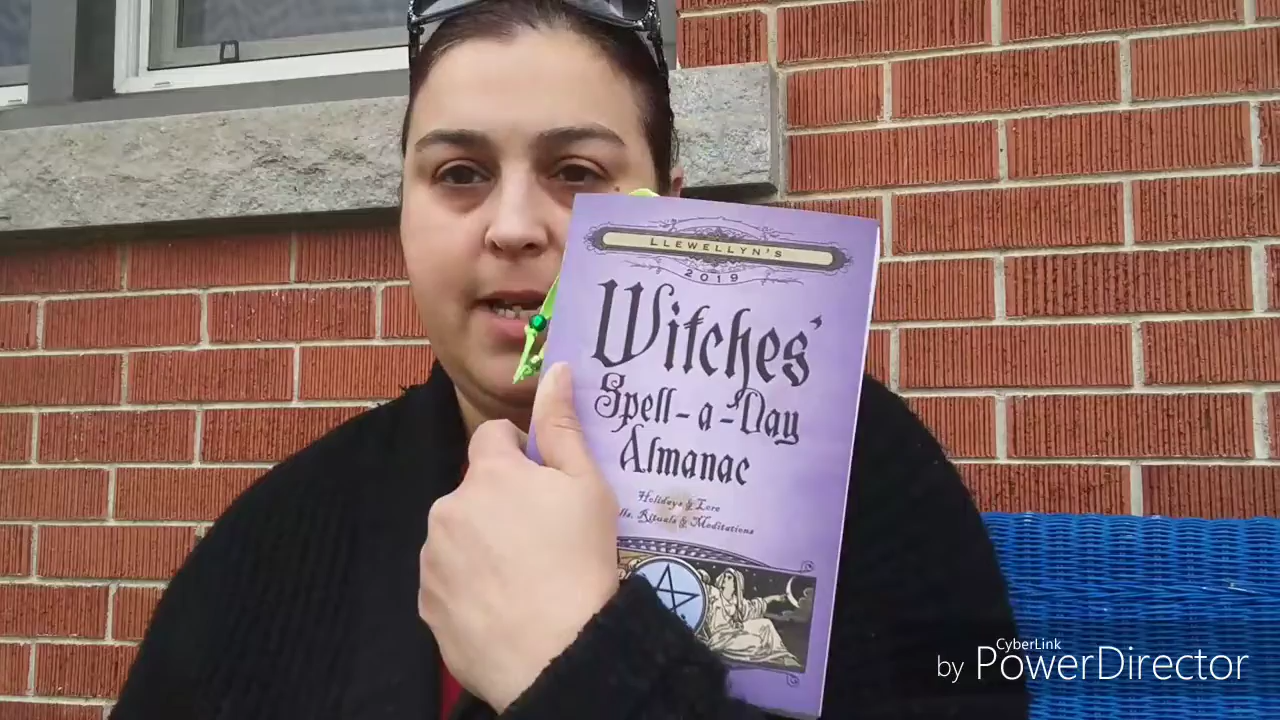 LLEWELLYN'S
2019
Witches'
Spell-a-Day
Almanac
Holidays & Lore
Rituals & Meditations
CyberLink
by PowerDirector